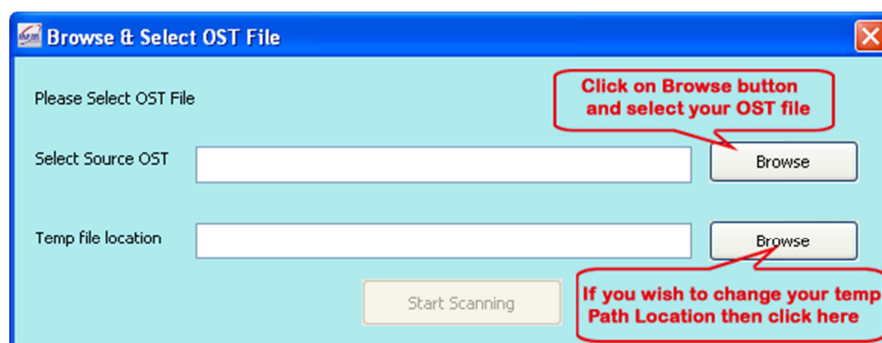 Browse & Select OST File
Please Select OST File
Click on Browse button
and select your OST file
Select Source OST
Browse
Temp file location
Browse
Start Scanning
If you wish to change your temp
Path Location then click here